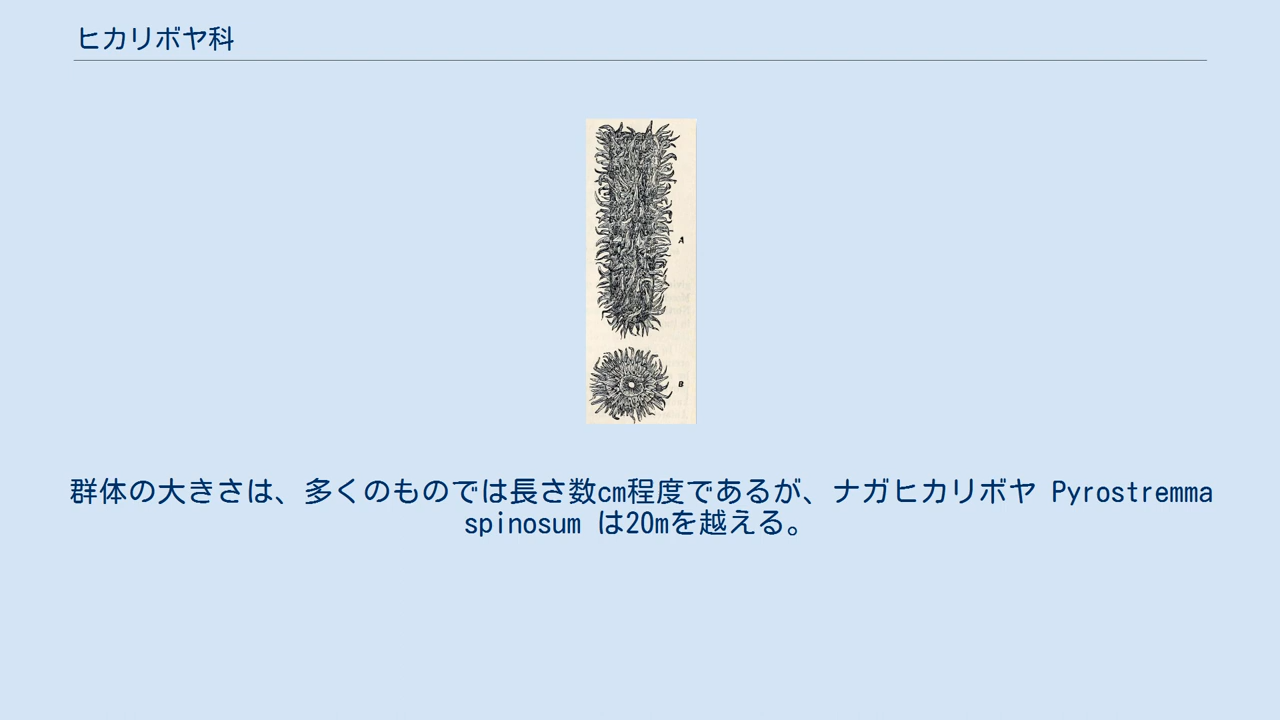 ヒカリボヤ科
A
B
群体の大きさは、多くのものでは長さ数cm程度であるが、ナガヒカリボヤ Pyrostremma
spinosum は20mを越える。